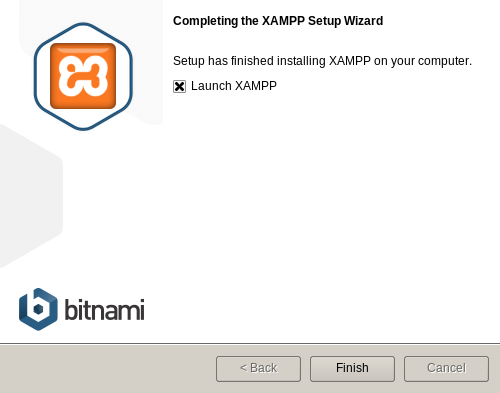 Completing the XAMPP Setup Wizard
Setup has finished installing XAMPP on your computer.
Launch XAMPP
bitnami
< Back
Finish
Cancel